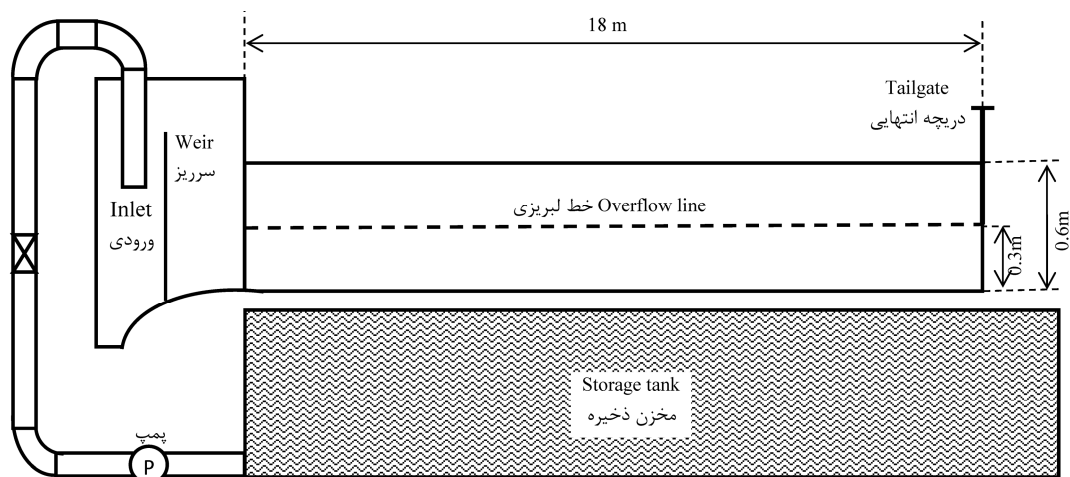 18 m
Tailgate
دریچه انتهایی
Weir
سرریز
Inlet
ورودی
خط لبریزی Overflow line
0.6m
0.3m
Storage tank
مخزن ذخیره
پمپ
P